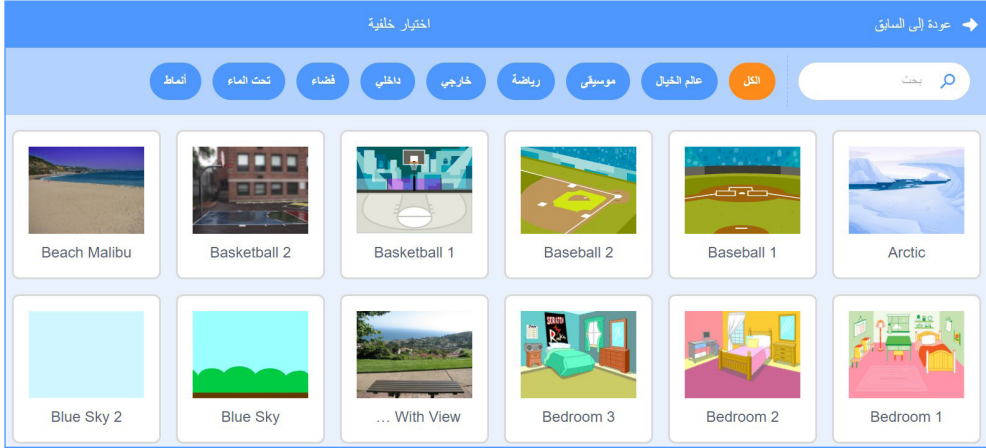 عودة إلى السابق
اختيار خلفية
بحث
الكل
عالم الخيال
موسيقى
رياضة
خارجي
داخلي
فضاء
تحت الماء
أنماط
Arctic
Baseball 1
Baseball 2
Basketball 1
Basketball 2
Beach Malibu
Bedroom 1
Bedroom 2
Bedroom 3
... With View
Blue Sky
Blue Sky 2